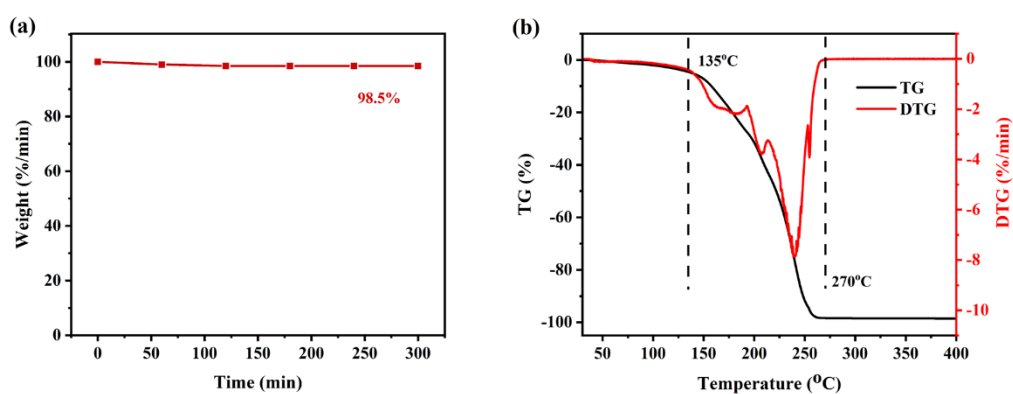 (a)
100
80
60
40
20
0
Weight (%/min)
98.5%
0 50 100 150 200 250 300
Time (min)
(b)
0
-20
-40
-60
-80
-100
TG (%)
135°C
TG
DTG
270°C
0
-2
-4
-6
-8
-10
DTG (%/min)
50 100 150 200 250 300 350 400
Temperature (°C)